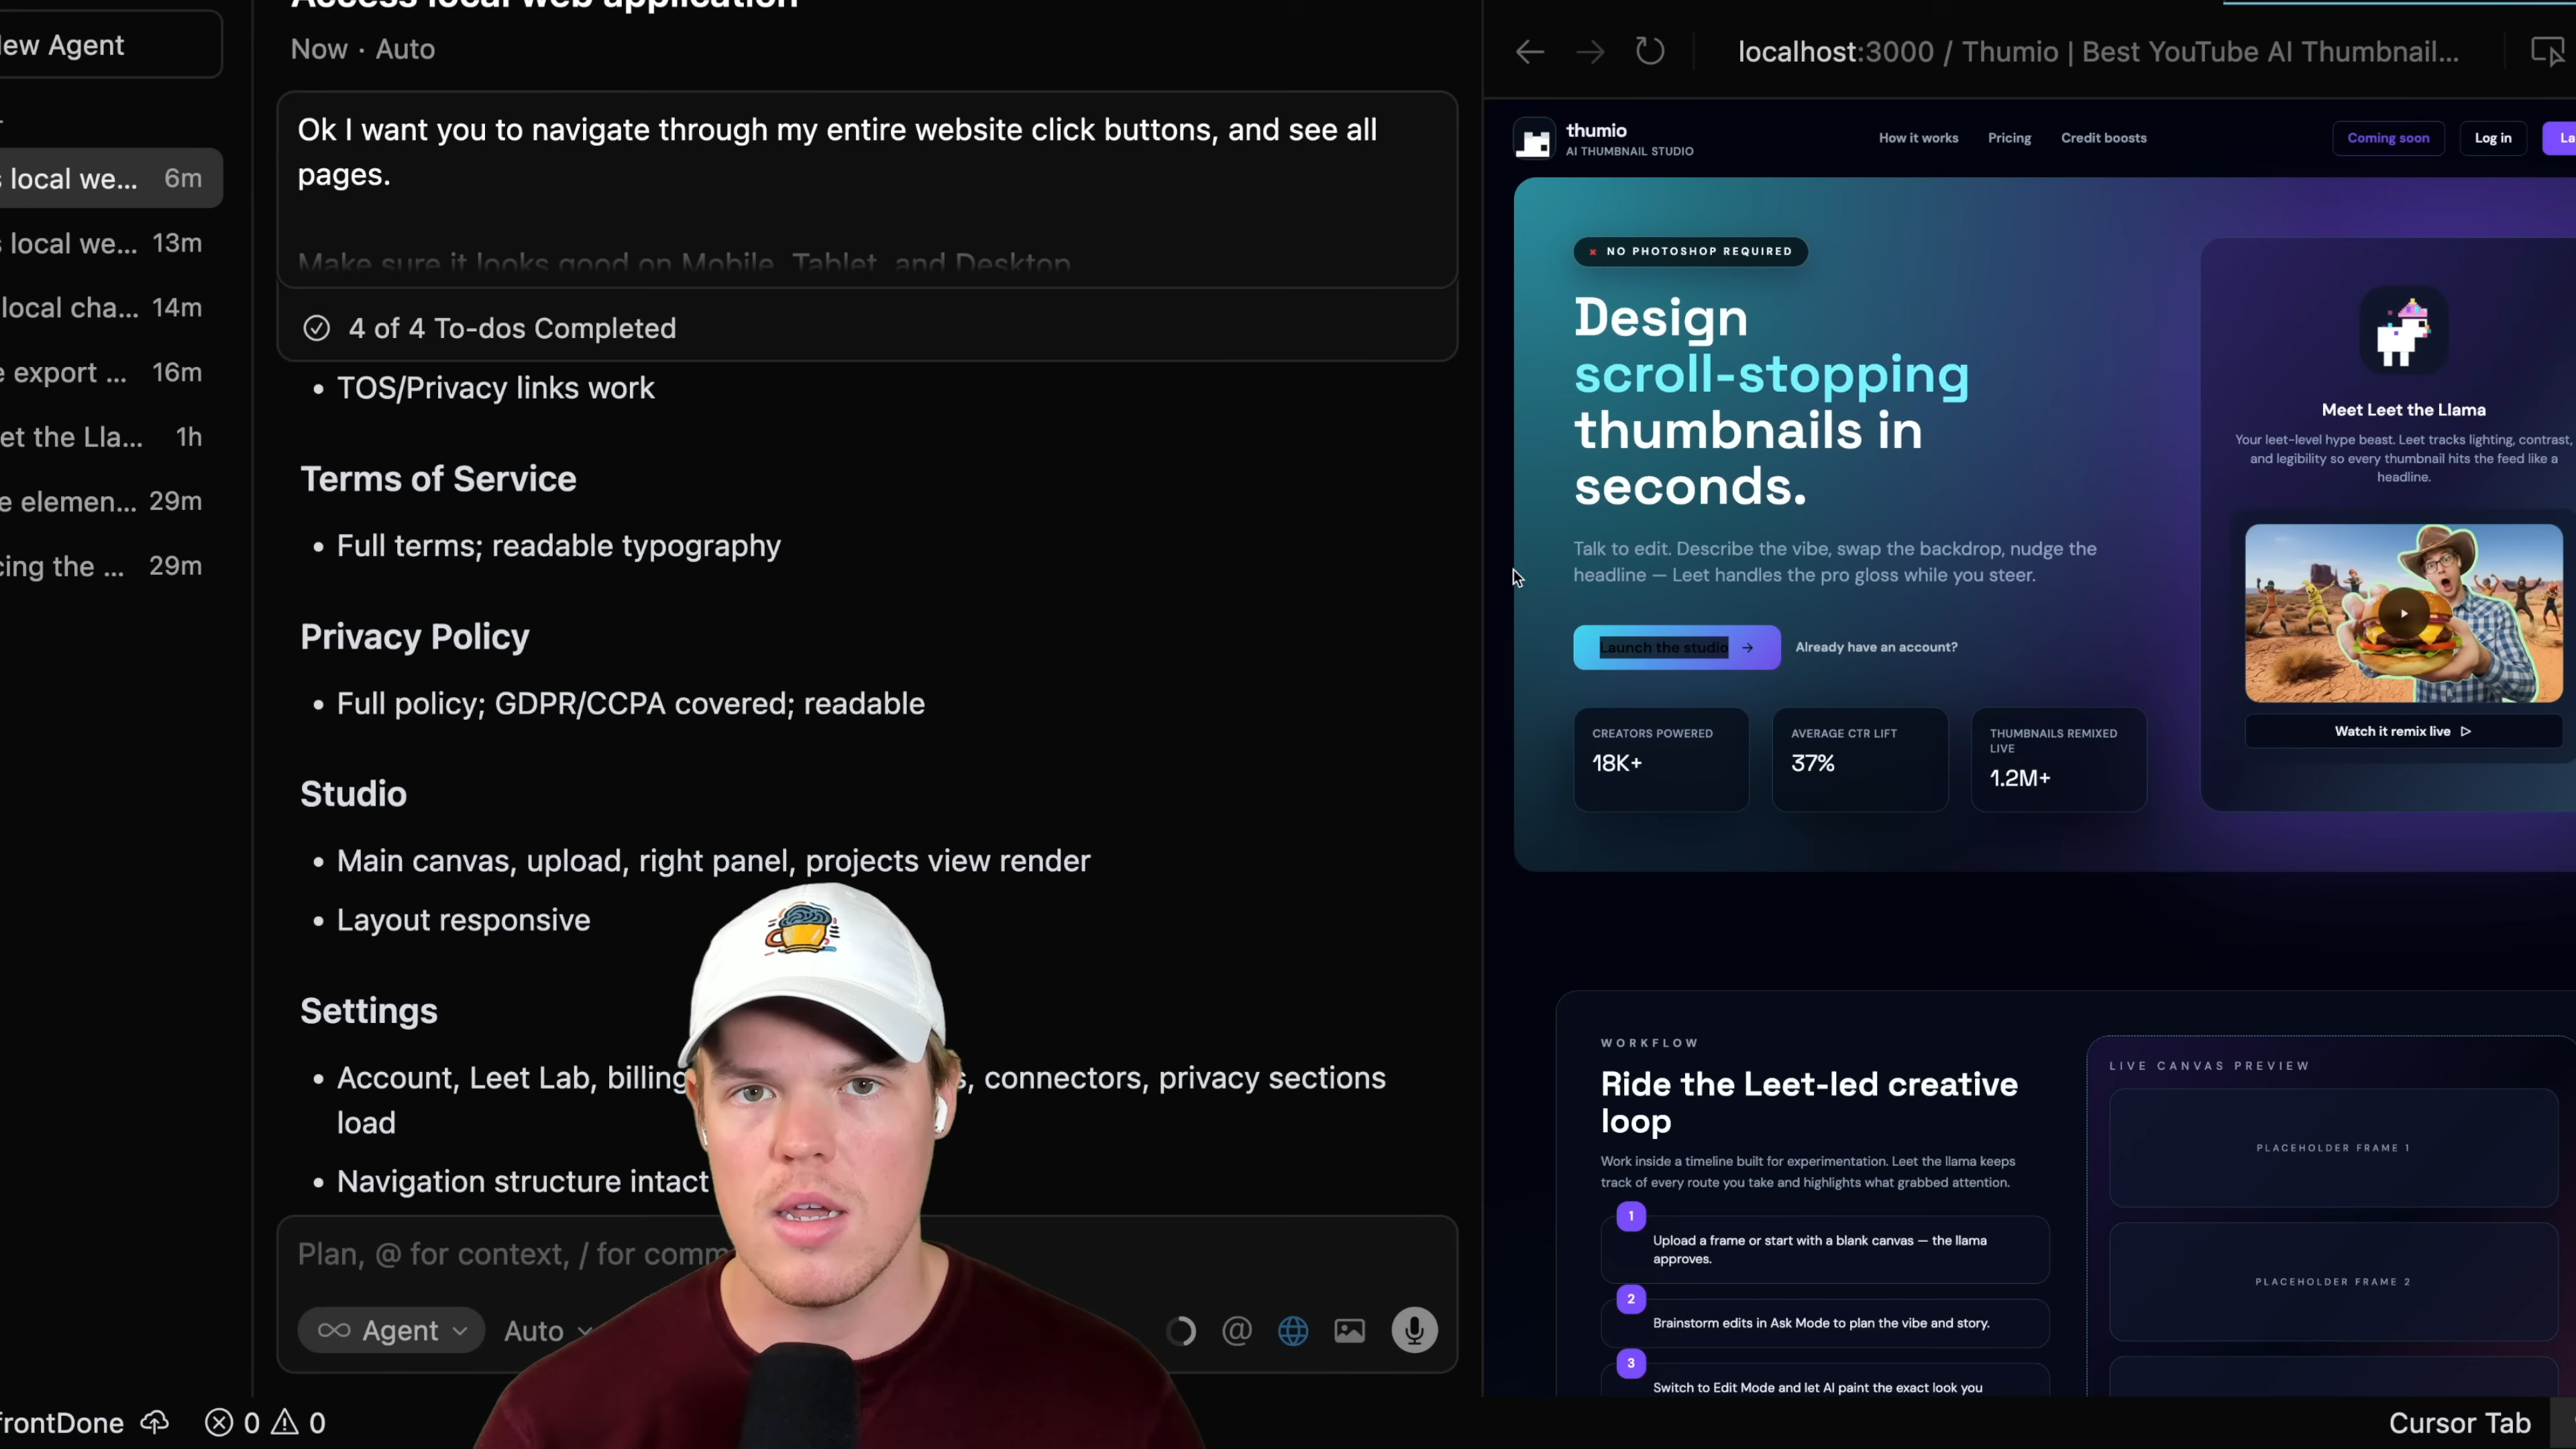 New Agent
s local we... 6m
s local we... 13m
local cha... 14m
e export ... 16m
et the Lla... 1h
e elemen... 29m
cing the ... 29m
Access local web application
Now · Auto
Ok I want you to navigate through my entire website click buttons, and see all
pages.
Make sure it looks good on Mobile, Tablet, and Desktop
4 of 4 To-dos Completed
• TOS/Privacy links work
Terms of Service
• Full terms; readable typography
Privacy Policy
• Full policy; GDPR/CCPA covered; readable
Studio
• Main canvas, upload, right panel, projects view render
• Layout responsive
Settings
• Account, Leet Lab, billing s, connectors, privacy sections
load
• Navigation structure intact
Plan, @ for context, / for comm
Agent Auto
frontDone 0 0
localhost:3000 / Thumio | Best YouTube AI Thumbnail...
thumio
AI THUMBNAIL STUDIO
How it works Pricing Credit boosts Coming soon Log in La
NO PHOTOSHOP REQUIRED
Design
scroll-stopping
thumbnails in
seconds.
Talk to edit. Describe the vibe, swap the backdrop, nudge the
headline — Leet handles the pro gloss while you steer.
Launch the studio → Already have an account?
CREATORS POWERED
18K+
AVERAGE CTR LIFT
37%
THUMBNAILS REMIXED
LIVE
1.2M+
Meet Leet the Llama
Your leet-level hype beast. Leet tracks lighting, contrast,
and legibility so every thumbnail hits the feed like a
headline.
Watch it remix live
WORKFLOW
Ride the Leet-led creative
loop
Work inside a timeline built for experimentation. Leet the llama keeps
track of every route you take and highlights what grabbed attention.
1
Upload a frame or start with a blank canvas — the llama
approves.
2
Brainstorm edits in Ask Mode to plan the vibe and story.
3
Switch to Edit Mode and let AI paint the exact look you
LIVE CANVAS PREVIEW
PLACEHOLDER FRAME 1
PLACEHOLDER FRAME 2
Cursor Tab